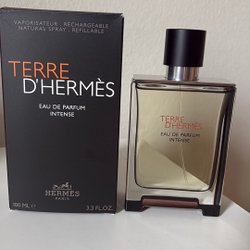 VAPORISATEUR . RECHARGEABLE
NATURAL SPRAY . REFILLABLE
TERRE
D'HERMÈS
EAU DE PARFUM
INTENSE
HERMÈS
PARIS
100 ML e
3.3 FL.OZ.
TERRE
D'HERMÈS
EAU DE PARFUM
INTENSE